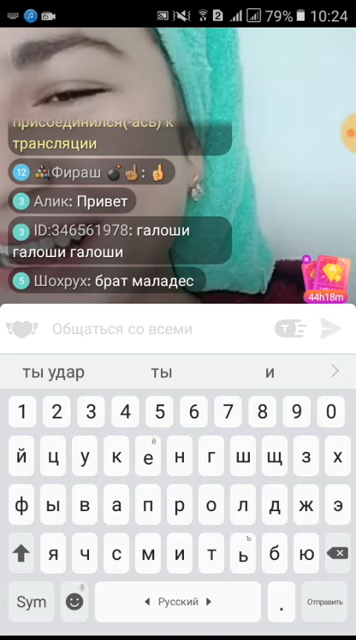 79% 10:24
присоединился(-ась) к
трансляции
12 Фираш 💣☝: 👍
3 Алик: Привет
3 ID:346561978: галоши
галоши галоши
5 Шохрух: брат маладес
44h18m
Общаться со всеми
T
ты удар ты и
1 2 3 4 5 6 7 8 9 0
ё
й ц у к е н г ш щ з х
ф ы в а п р о л д ж э
ъ
я ч с м и т ь б ю
Sym Русский . Отправить